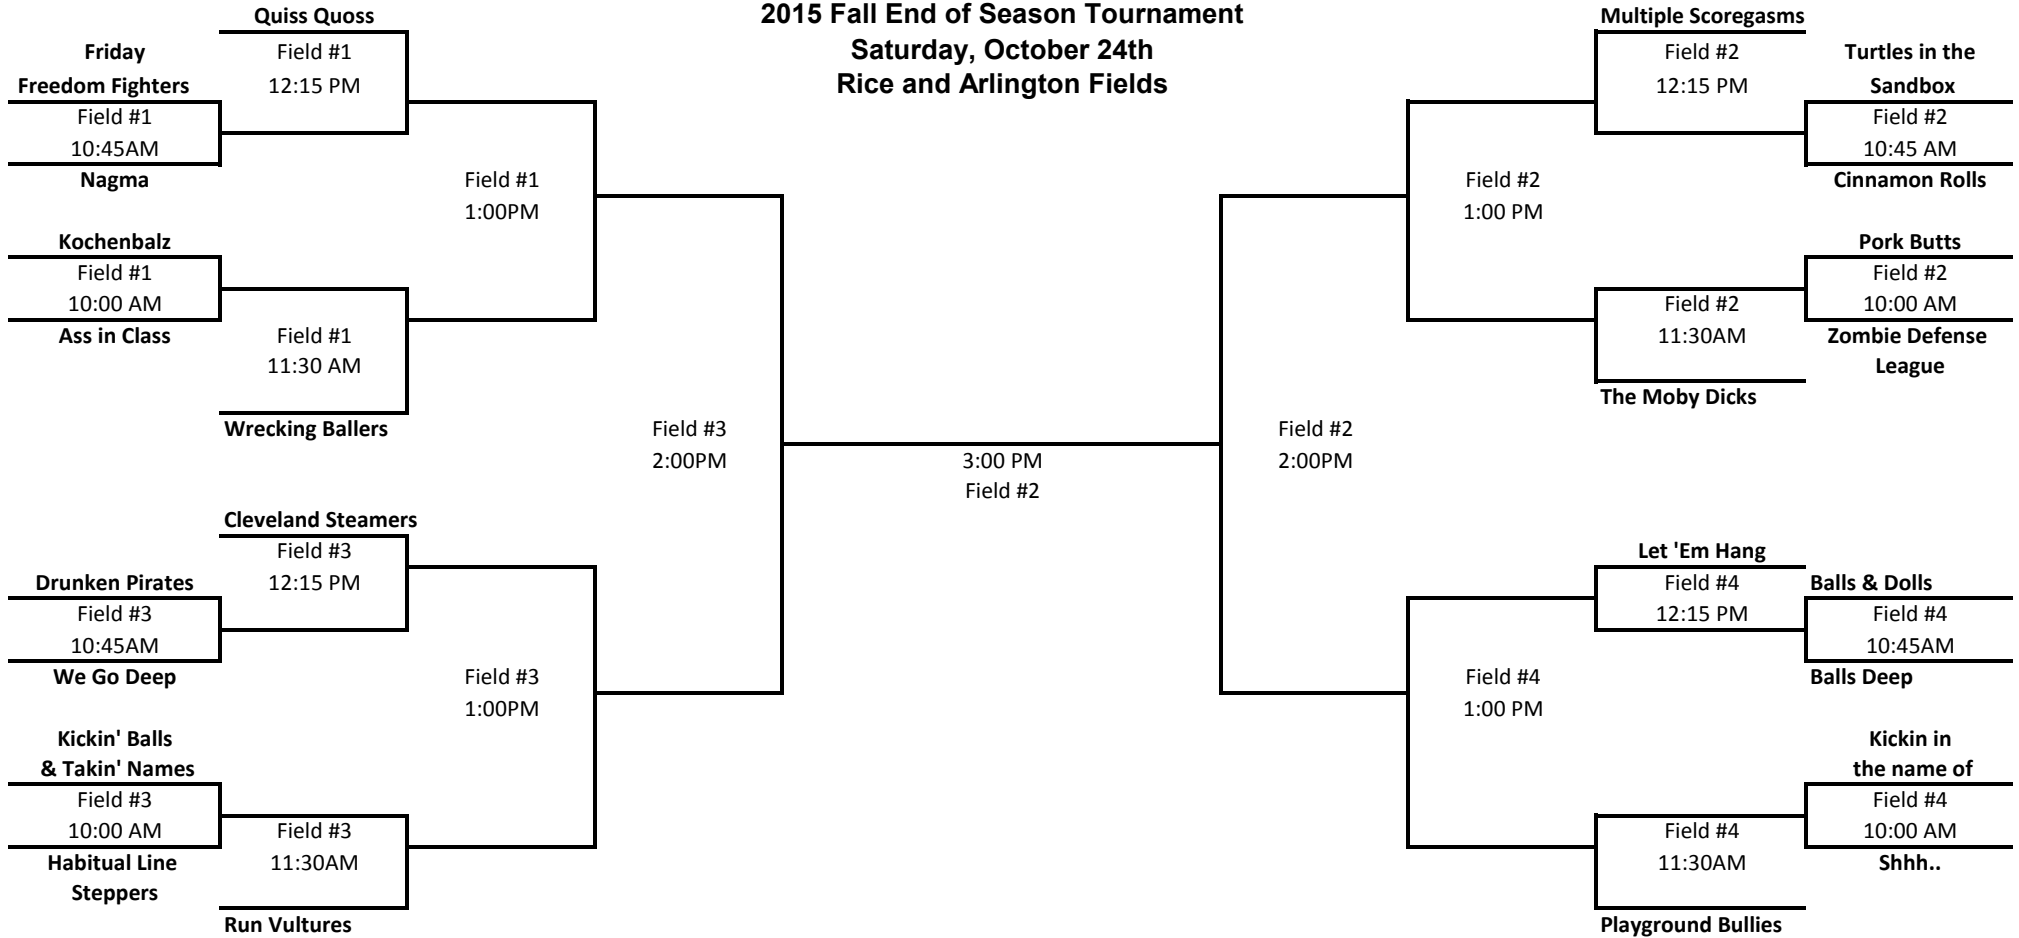 2015 Fall End of Season Tournament
Saturday, October 24th
Rice and Arlington Fields
Quiss Quoss
Field #1
12:15 PM
Friday
Freedom Fighters
Field #1
10:45AM
Nagma
Field #1
1:00PM
Kochenbalz
Field #1
10:00 AM
Ass in Class
Field #1
11:30 AM
Wrecking Ballers
Field #3
2:00PM
Cleveland Steamers
Field #3
12:15 PM
Drunken Pirates
Field #3
10:45AM
We Go Deep
Field #3
1:00PM
Kickin' Balls
& Takin' Names
Field #3
10:00 AM
Habitual Line
Steppers
Field #3
11:30AM
Run Vultures
3:00 PM
Field #2
Multiple Scoregasms
Field #2
12:15 PM
Turtles in the
Sandbox
Field #2
10:45 AM
Cinnamon Rolls
Field #2
1:00 PM
Pork Butts
Field #2
10:00 AM
Zombie Defense
League
Field #2
11:30AM
The Moby Dicks
Field #2
2:00PM
Let 'Em Hang
Field #4
12:15 PM
Balls & Dolls
Field #4
10:45AM
Balls Deep
Field #4
1:00 PM
Kickin in
the name of
Field #4
10:00 AM
Shhh..
Field #4
11:30AM
Playground Bullies